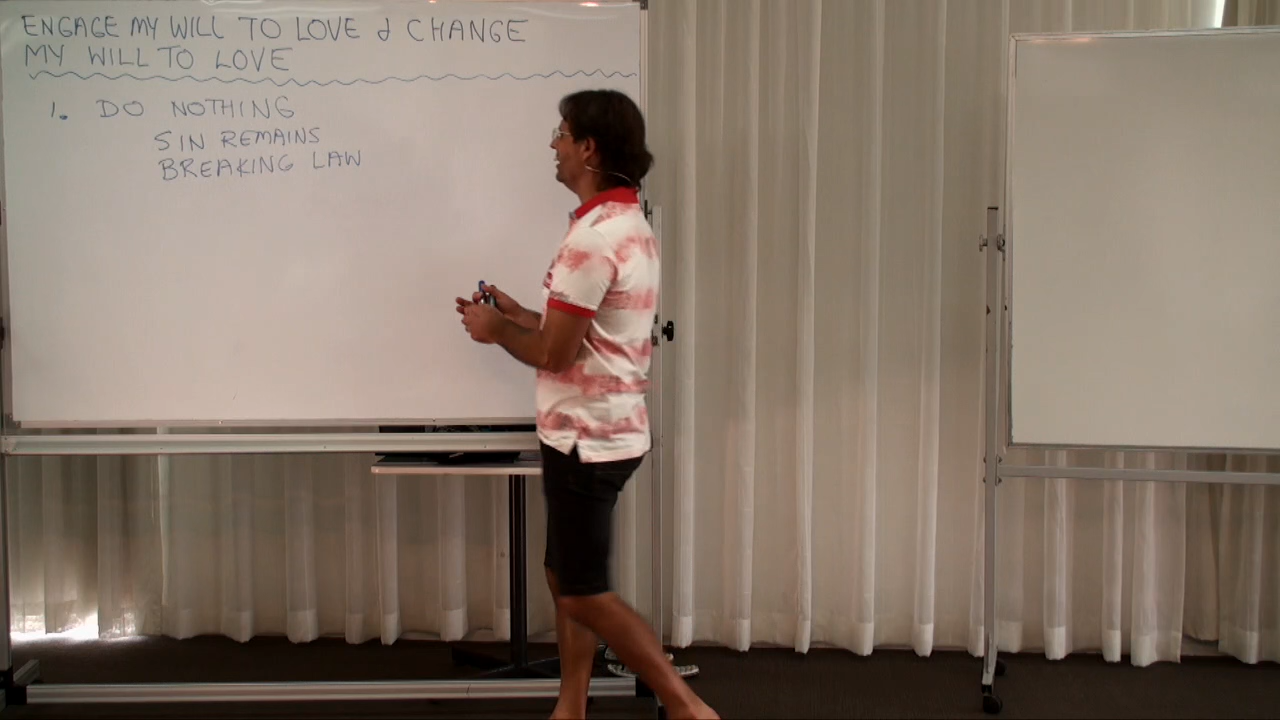 ENGAGE MY WILL TO LOVE & CHANGE
MY WILL TO LOVE
1. DO NOTHING
SIN REMAINS
BREAKING LAW